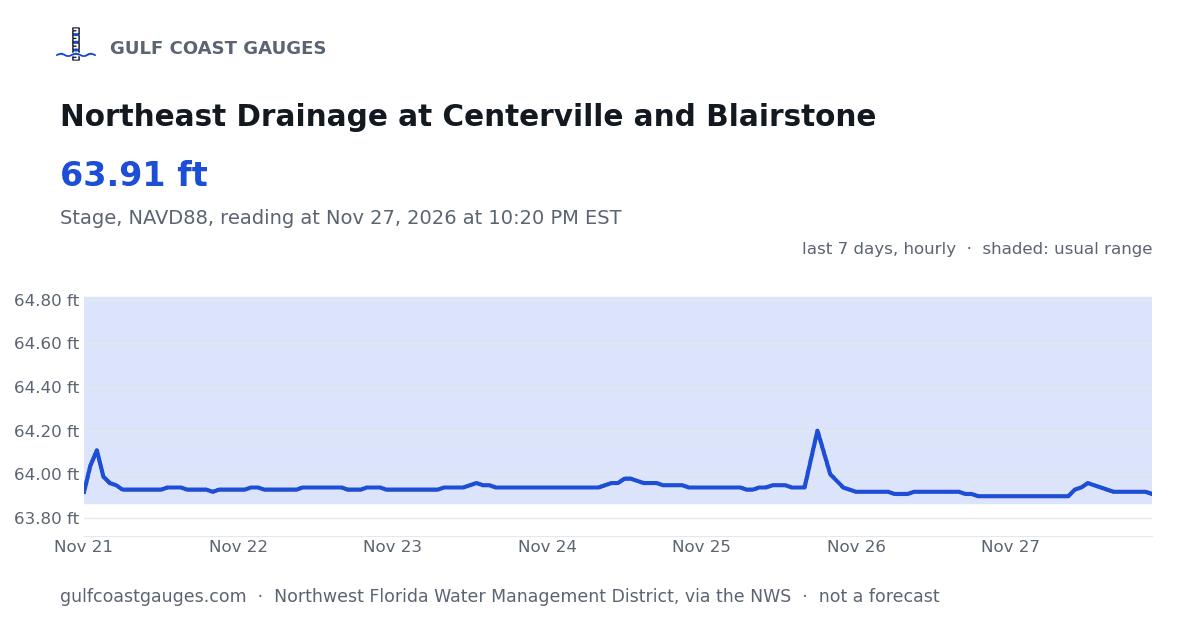 GULF COAST GAUGES
Northeast Drainage at Centerville and Blairstone
63.91 ft
Stage, NAVD88, reading at Nov 27, 2026 at 10:20 PM EST
last 7 days, hourly · shaded: usual range
64.80 ft
64.60 ft
64.40 ft
64.20 ft
64.00 ft
63.80 ft
Nov 21 Nov 22 Nov 23 Nov 24 Nov 25 Nov 26 Nov 27
gulfcoastgauges.com · Northwest Florida Water Management District, via the NWS · not a forecast